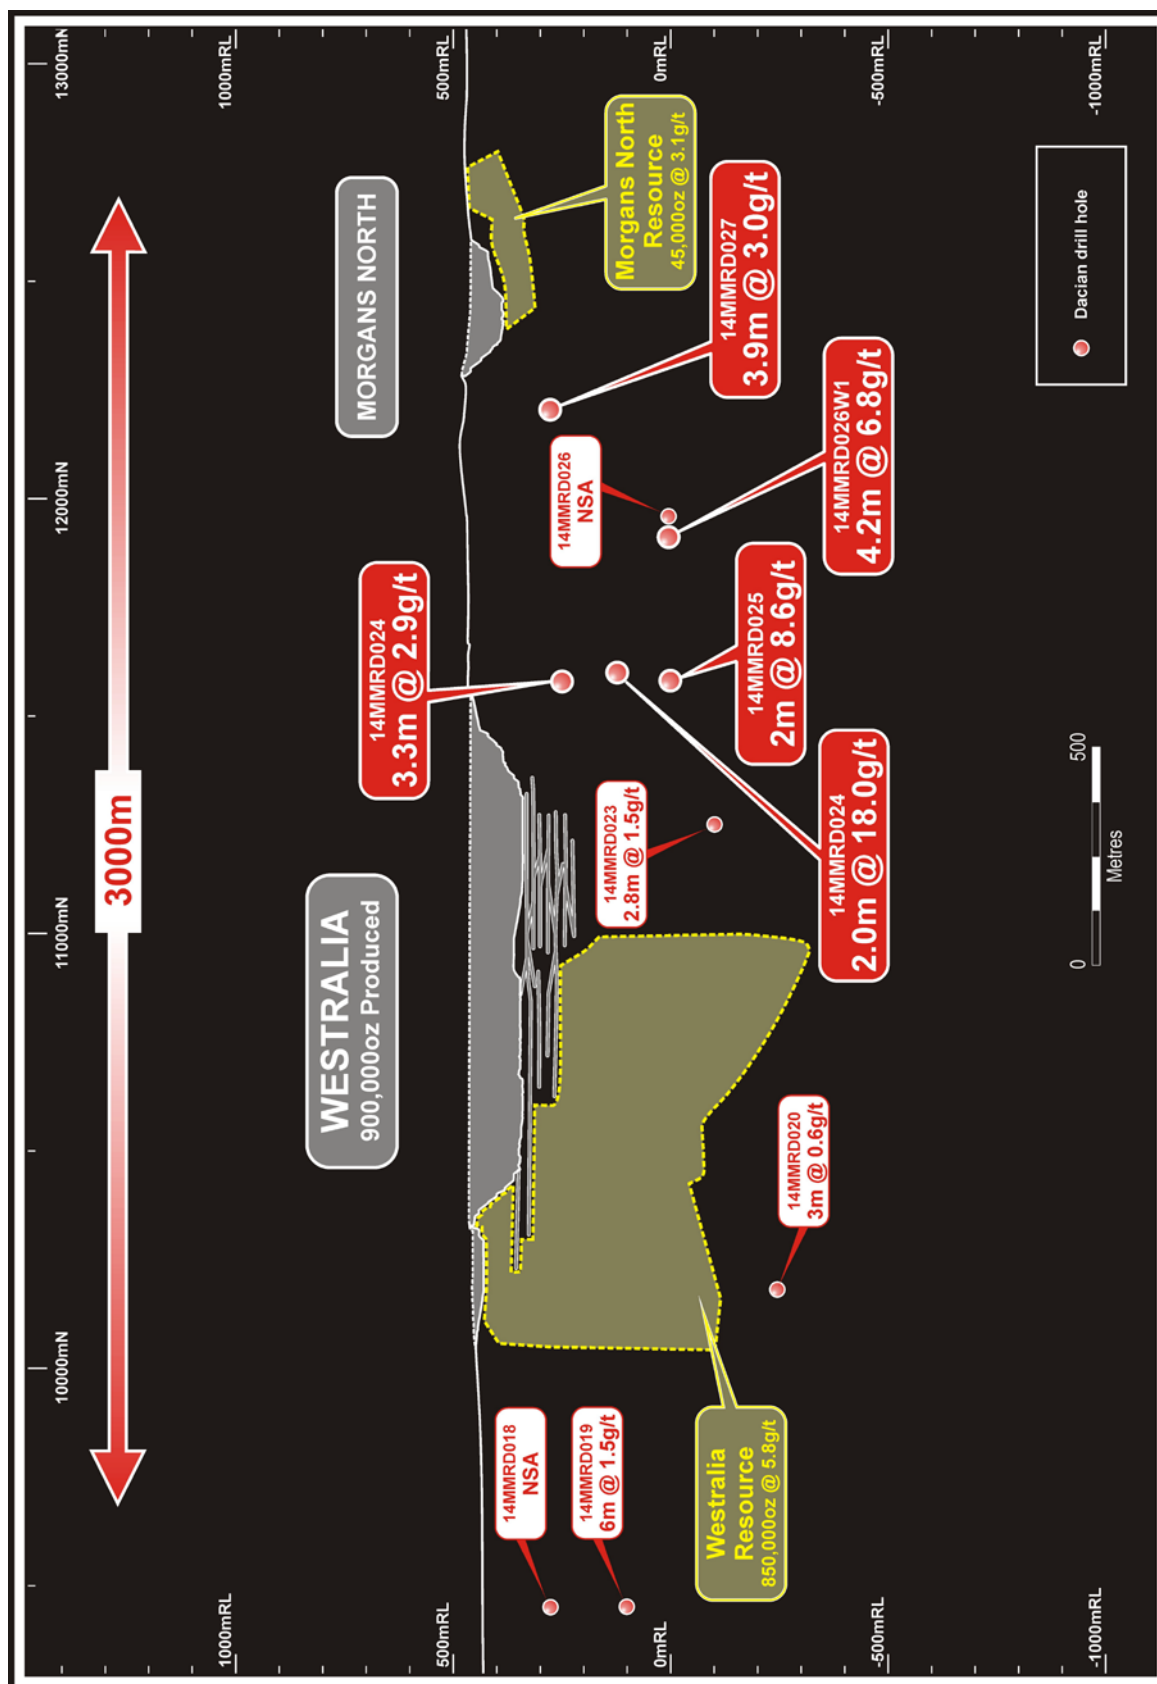 3000m
10000mN
11000mN
12000mN
13000mN
1000mRL
1000mRL
WESTRALIA
900,000oz Produced
MORGANS NORTH
14MMRD024
3.3m @ 2.9g/t
500mRL
500mRL
14MMRD018
NSA
14MMRD019
6m @ 1.5g/t
14MMRD023
2.8m @ 1.5g/t
14MMRD026
NSA
Morgans North
Resource
45,000oz @ 3.1g/t
0mRL
0mRL
Westralia
Resource
850,000oz @ 5.8g/t
14MMRD020
3m @ 0.6g/t
14MMRD024
2.0m @ 18.0g/t
14MMRD025
2m @ 8.6g/t
14MMRD026W1
4.2m @ 6.8g/t
14MMRD027
3.9m @ 3.0g/t
-500mRL
-500mRL
0
500
Metres
Dacian drill hole
-1000mRL
-1000mRL